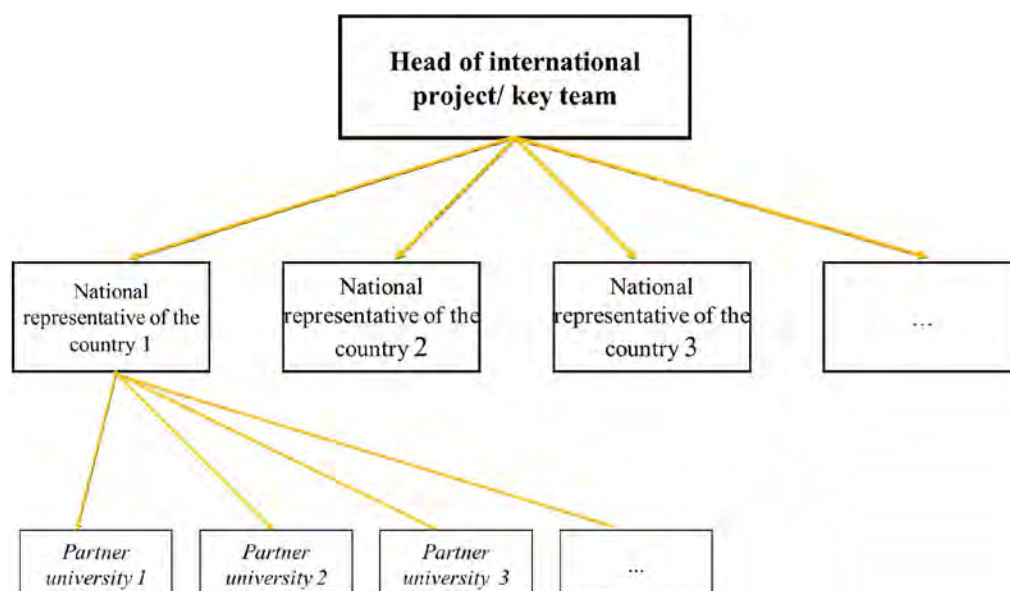 Head of international
project/ key team
National
representative of the
country 1
National
representative of the
country 2
National
representative of the
country 3
...
Partner
university 1
Partner
university 2
Partner
university 3
...